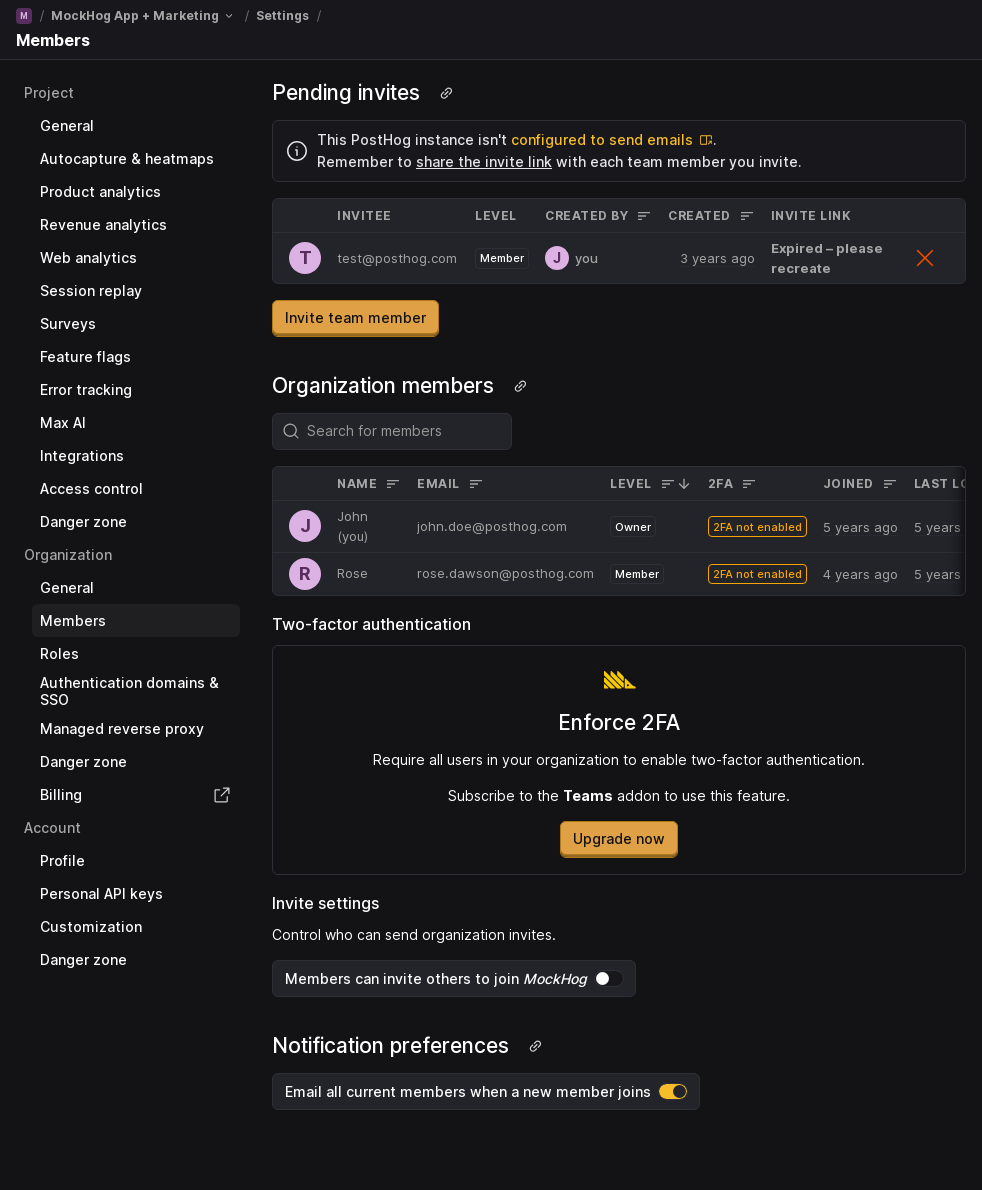 M / MockHog App + Marketing / Settings /
Members
Project
General
Autocapture & heatmaps
Product analytics
Revenue analytics
Web analytics
Session replay
Surveys
Feature flags
Error tracking
Max AI
Integrations
Access control
Danger zone
Organization
General
Members
Roles
Authentication domains &
SSO
Managed reverse proxy
Danger zone
Billing
Account
Profile
Personal API keys
Customization
Danger zone
Pending invites
This PostHog instance isn't configured to send emails.
Remember to share the invite link with each team member you invite.
INVITEE LEVEL CREATED BY CREATED INVITE LINK
T test@posthog.com Member J you 3 years ago Expired – please
recreate
Invite team member
Organization members
Search for members
NAME EMAIL LEVEL 2FA JOINED LAST LO
J John
(you) john.doe@posthog.com Owner 2FA not enabled 5 years ago 5 years
R Rose rose.dawson@posthog.com Member 2FA not enabled 4 years ago 5 years
Two-factor authentication
Enforce 2FA
Require all users in your organization to enable two-factor authentication.
Subscribe to the Teams addon to use this feature.
Upgrade now
Invite settings
Control who can send organization invites.
Members can invite others to join MockHog
Notification preferences
Email all current members when a new member joins